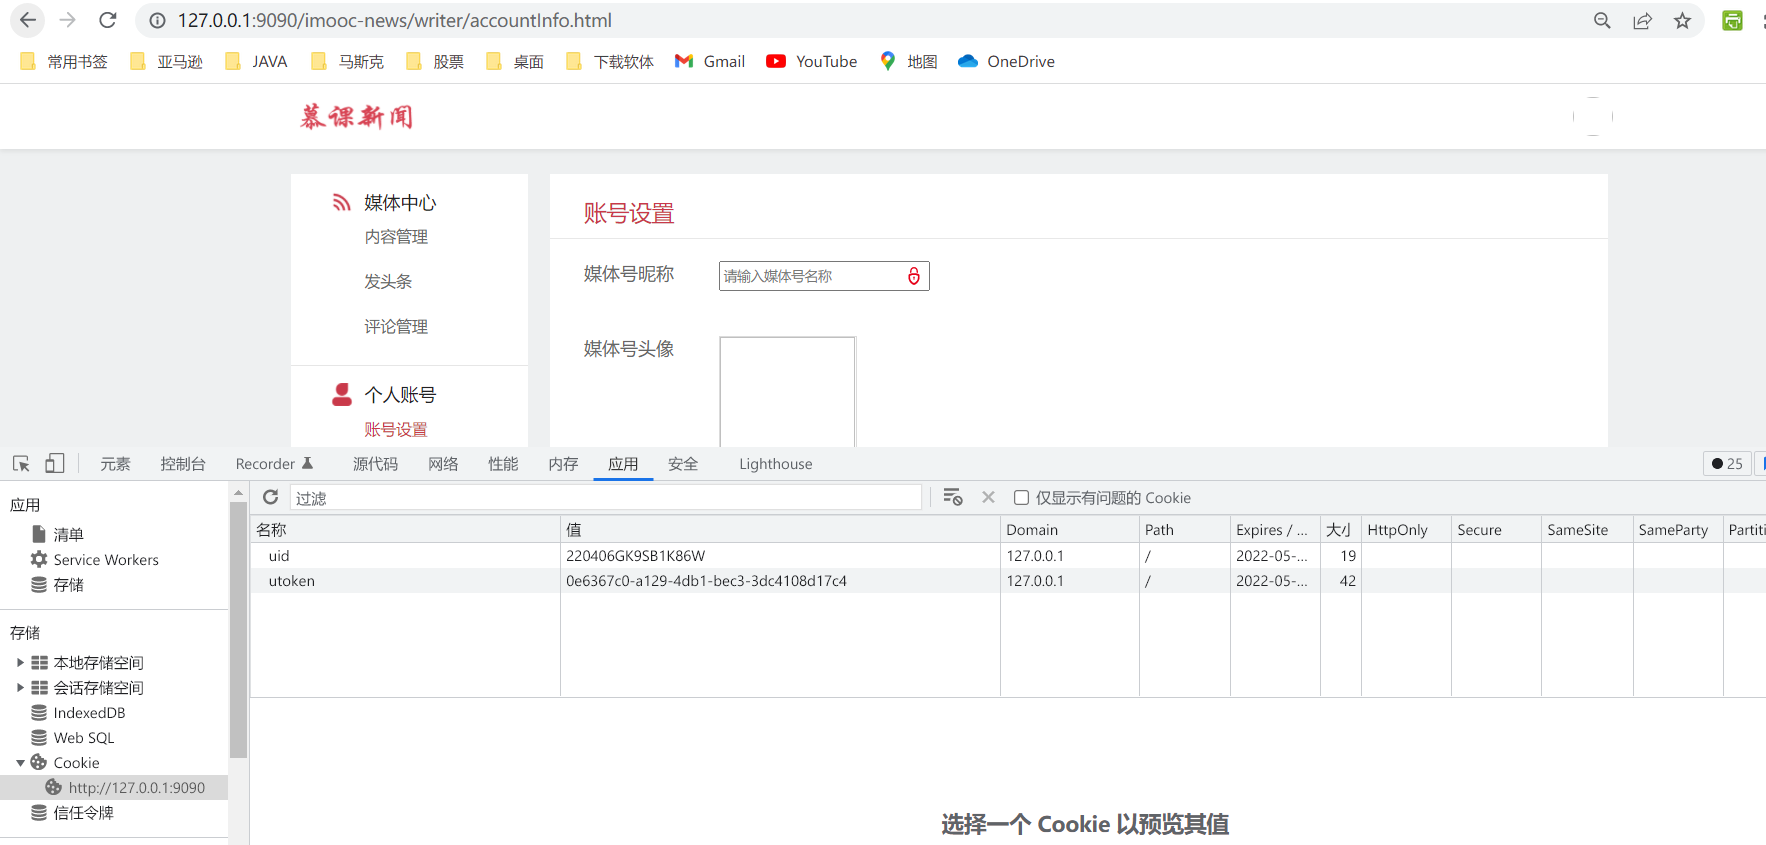 127.0.0.1:9090/imooc-news/writer/accountInfo.html
常用书签 亚马逊 JAVA 马斯克 股票 桌面 下载软体 Gmail YouTube 地图 OneDrive
慕课新闻
媒体中心
内容管理
发头条
评论管理
个人账号
账号设置
账号设置
媒体号昵称 请输入媒体号名称
媒体号头像
元素 控制台 Recorder 源代码 网络 性能 内存 应用 安全 Lighthouse 25
应用
清单
Service Workers
存储
存储
本地存储空间
会话存储空间
IndexedDB
Web SQL
Cookie
http://127.0.0.1:9090
信任令牌
过滤 仅显示有问题的 Cookie
名称 值 Domain Path Expires / ... 大小 HttpOnly Secure SameSite SameParty Partiti
uid 220406GK9SB1K86W 127.0.0.1 / 2022-05-... 19
utoken 0e6367c0-a129-4db1-bec3-3dc4108d17c4 127.0.0.1 / 2022-05-... 42
选择一个 Cookie 以预览其值